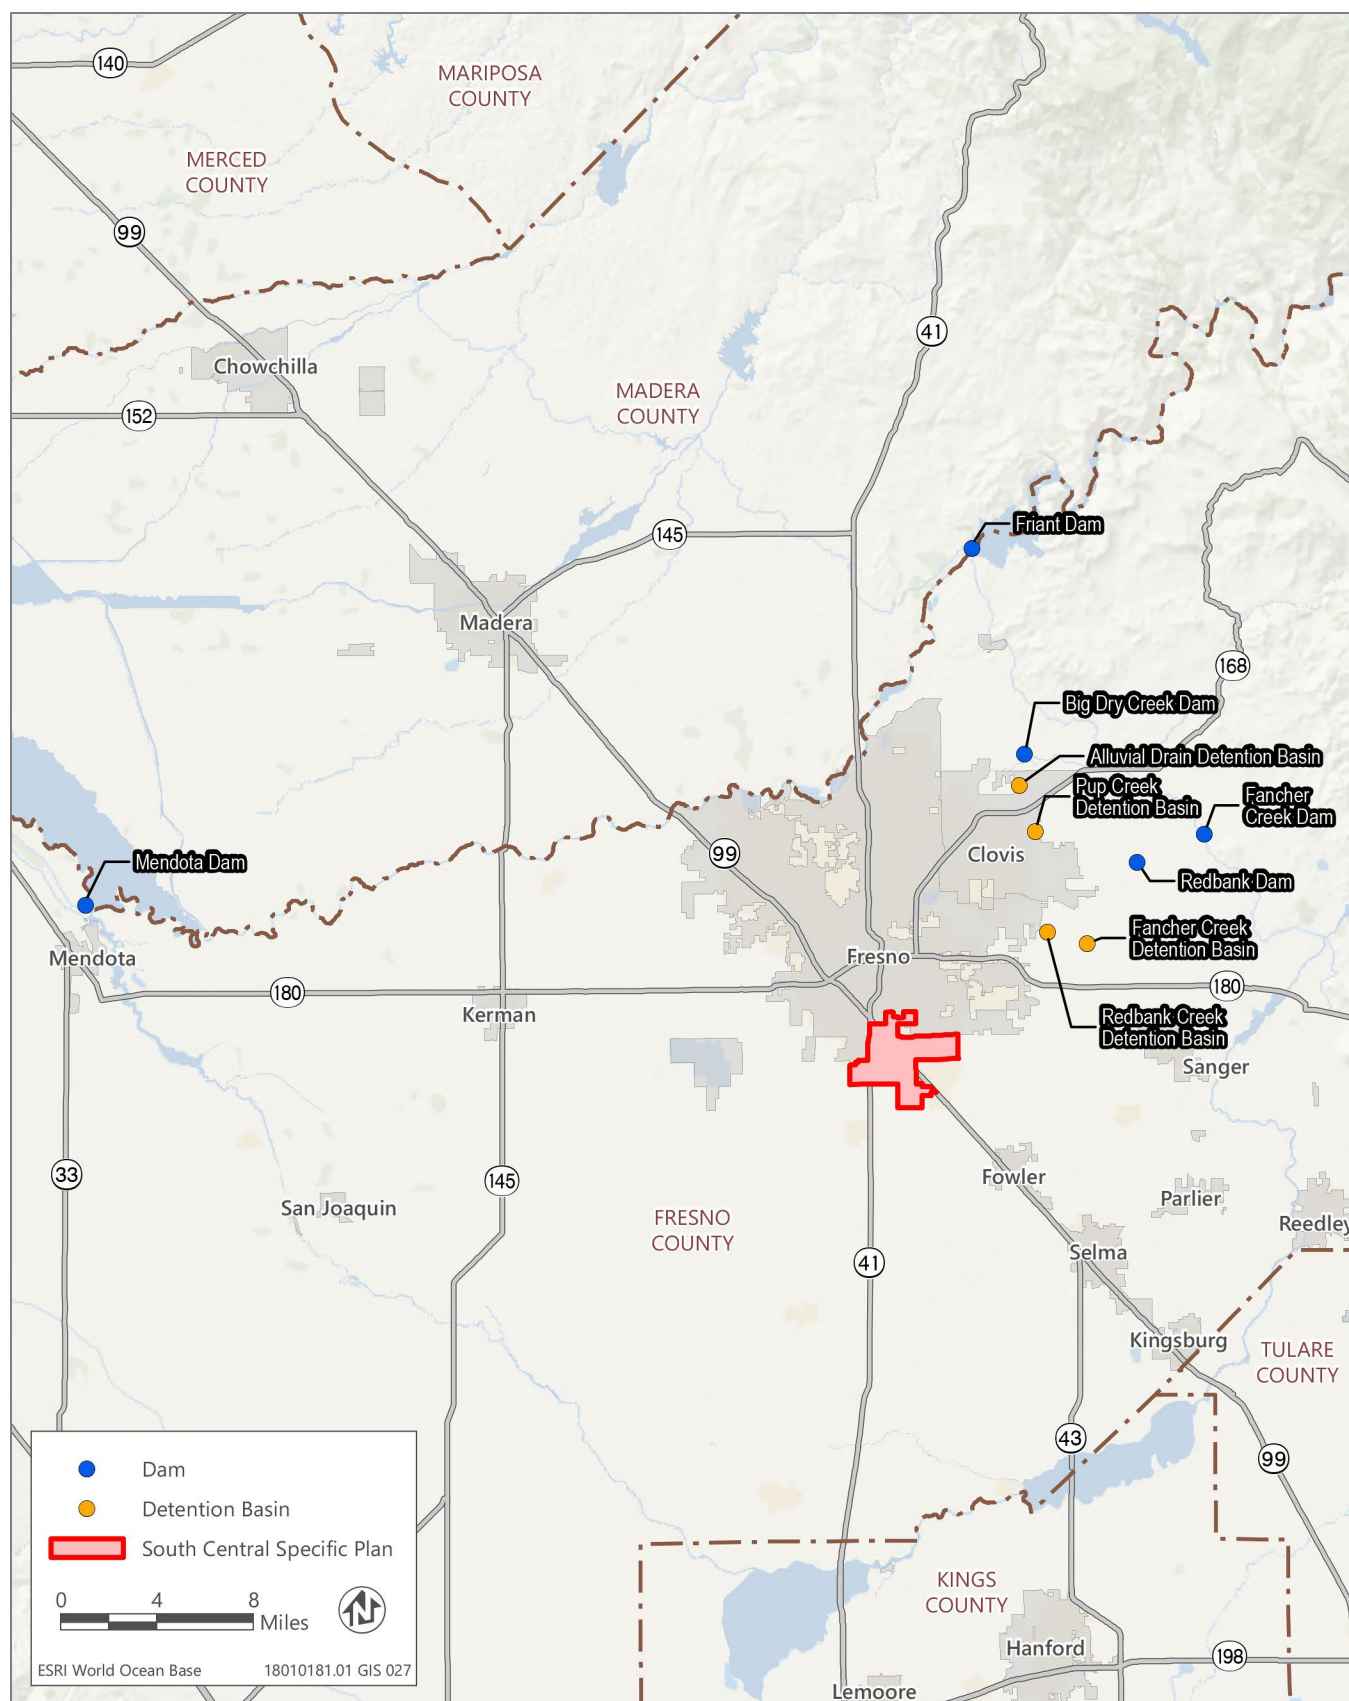 140
MARIPOSA
COUNTY
MERCED
COUNTY
99
41
Chowchilla
MADERA
COUNTY
152
Friant Dam
145
Madera
168
Big Dry Creek Dam
Alluvial Drain Detention Basin
Pup Creek
Detention Basin
Fancher
Creek Dam
99
Clovis
Mendota Dam
Redbank Dam
Fancher Creek
Detention Basin
Mendota
Fresno
180
180
Kerman
Redbank Creek
Detention Basin
Sanger
33
145
Fowler
San Joaquin
Parlier
FRESNO
COUNTY
Reedley
Selma
41
Kingsburg
TULARE
COUNTY
43
99
Dam
Detention Basin
South Central Specific Plan
0 4 8
Miles
N
ESRI World Ocean Base 18010181.01 GIS 027
KINGS
COUNTY
Hanford
198
Lemoore